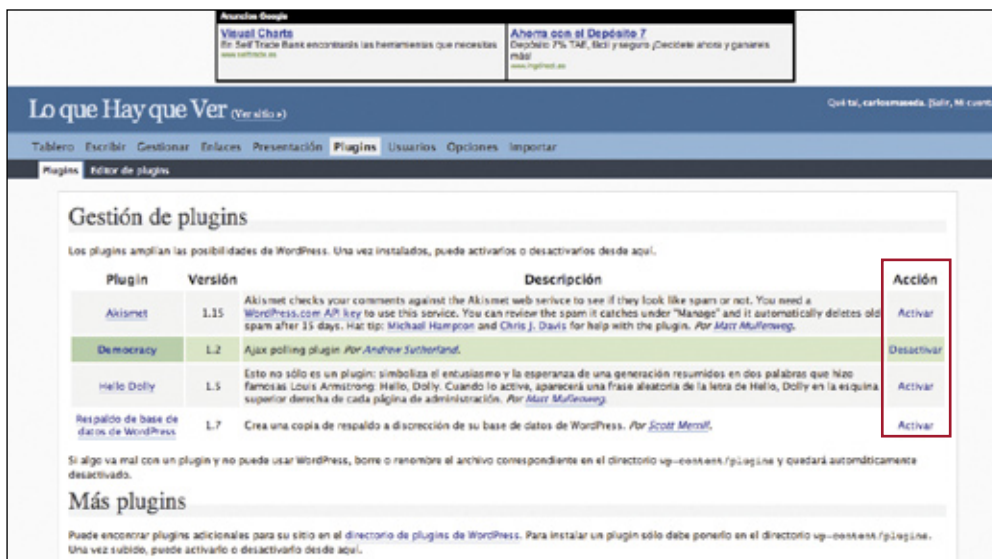 Anuncios Google
Visual Charts
En Self Trade Bank encontrarás las herramientas que necesitas
www.selftrade.es
Ahorra con el Depósito 7
Depósito 7% TAE, fácil y seguro ¡Decídete ahora y ganarás
más!
www.ingdirect.es
Lo que Hay que Ver (Ver sitio »)
Qué tal, carlosmaseda. [Salir, Mi cuenta
Tablero Escribir Gestionar Enlaces Presentación Plugins Usuarios Opciones Importar
Plugins Editor de plugins
Gestión de plugins
Los plugins amplían las posibilidades de WordPress. Una vez instalados, puede activarlos o desactivarlos desde aquí.
Plugin Versión Descripción Acción
Akismet 1.15 Akismet checks your comments against the Akismet web serivce to see if they look like spam or not. You need a
WordPress.com API key to use this service. You can review the spam it catches under "Manage" and it automatically deletes old
spam after 15 days. Hat tip: Michael Hampton and Chris J. Davis for help with the plugin. Por Matt Mullenweg.
Activar
Democracy 1.2 Ajax polling plugin Por Andrew Sutherland. Desactivar
Hello Dolly 1.5 Esto no sólo es un plugin: simboliza el entusiasmo y la esperanza de una generación resumidos en dos palabras que hizo
famosas Louis Armstrong: Hello, Dolly. Cuando lo active, aparecerá una frase aleatoria de la letra de Hello, Dolly en la esquina
superior derecha de cada página de administración. Por Matt Mullenweg.
Activar
Respaldo de base de
datos de WordPress
1.7 Crea una copia de respaldo a discrección de su base de datos de WordPress. Por Scott Merrill. Activar
Si algo va mal con un plugin y no puede usar WordPress, borre o renombre el archivo correspondiente en el directorio wp-content/plugins y quedará automáticamente
desactivado.
Más plugins
Puede encontrar plugins adicionales para su sitio en el directorio de plugins de WordPress. Para instalar un plugin sólo debe ponerlo en el directorio wp-content/plugins.
Una vez subido, puede activarlo o desactivarlo desde aquí.